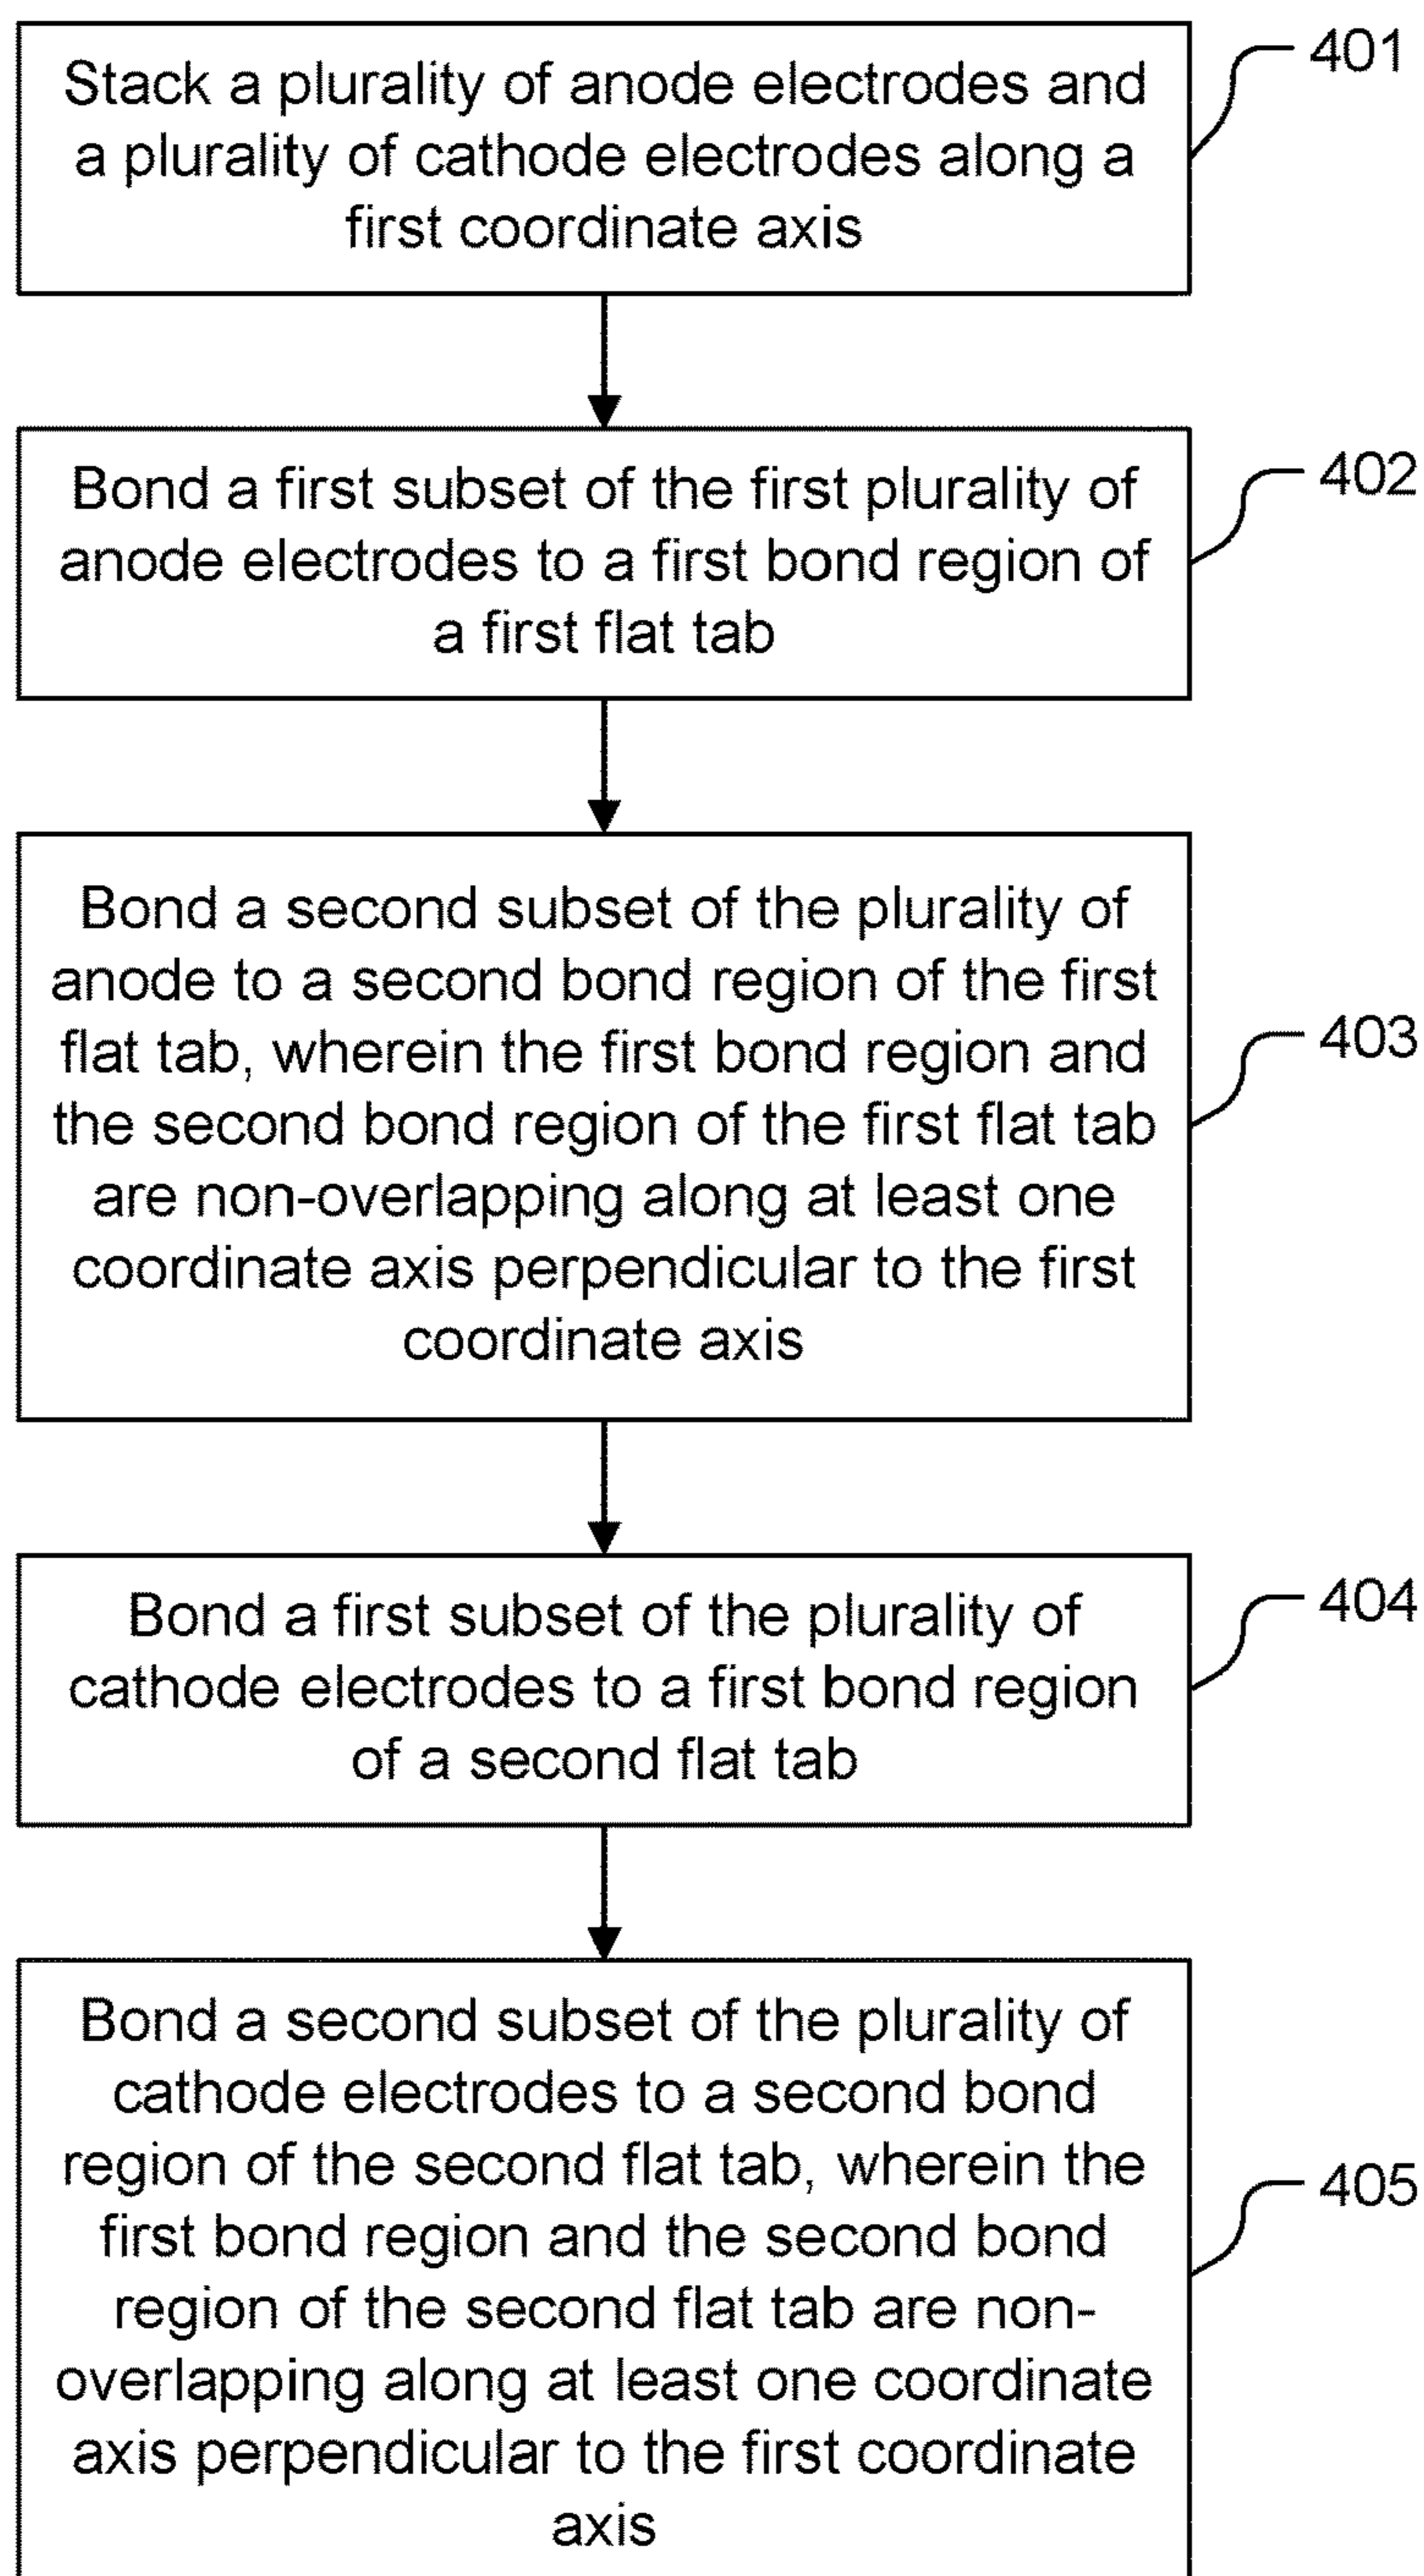 Stack a plurality of anode electrodes and
a plurality of cathode electrodes along a
first coordinate axis
401
Bond a first subset of the first plurality of
anode electrodes to a first bond region of
a first flat tab
402
Bond a second subset of the plurality of
anode to a second bond region of the first
flat tab, wherein the first bond region and
the second bond region of the first flat tab
are non-overlapping along at least one
coordinate axis perpendicular to the first
coordinate axis
403
Bond a first subset of the plurality of
cathode electrodes to a first bond region
of a second flat tab
404
Bond a second subset of the plurality of
cathode electrodes to a second bond
region of the second flat tab, wherein the
first bond region and the second bond
region of the second flat tab are non-
overlapping along at least one coordinate
axis perpendicular to the first coordinate
axis
405